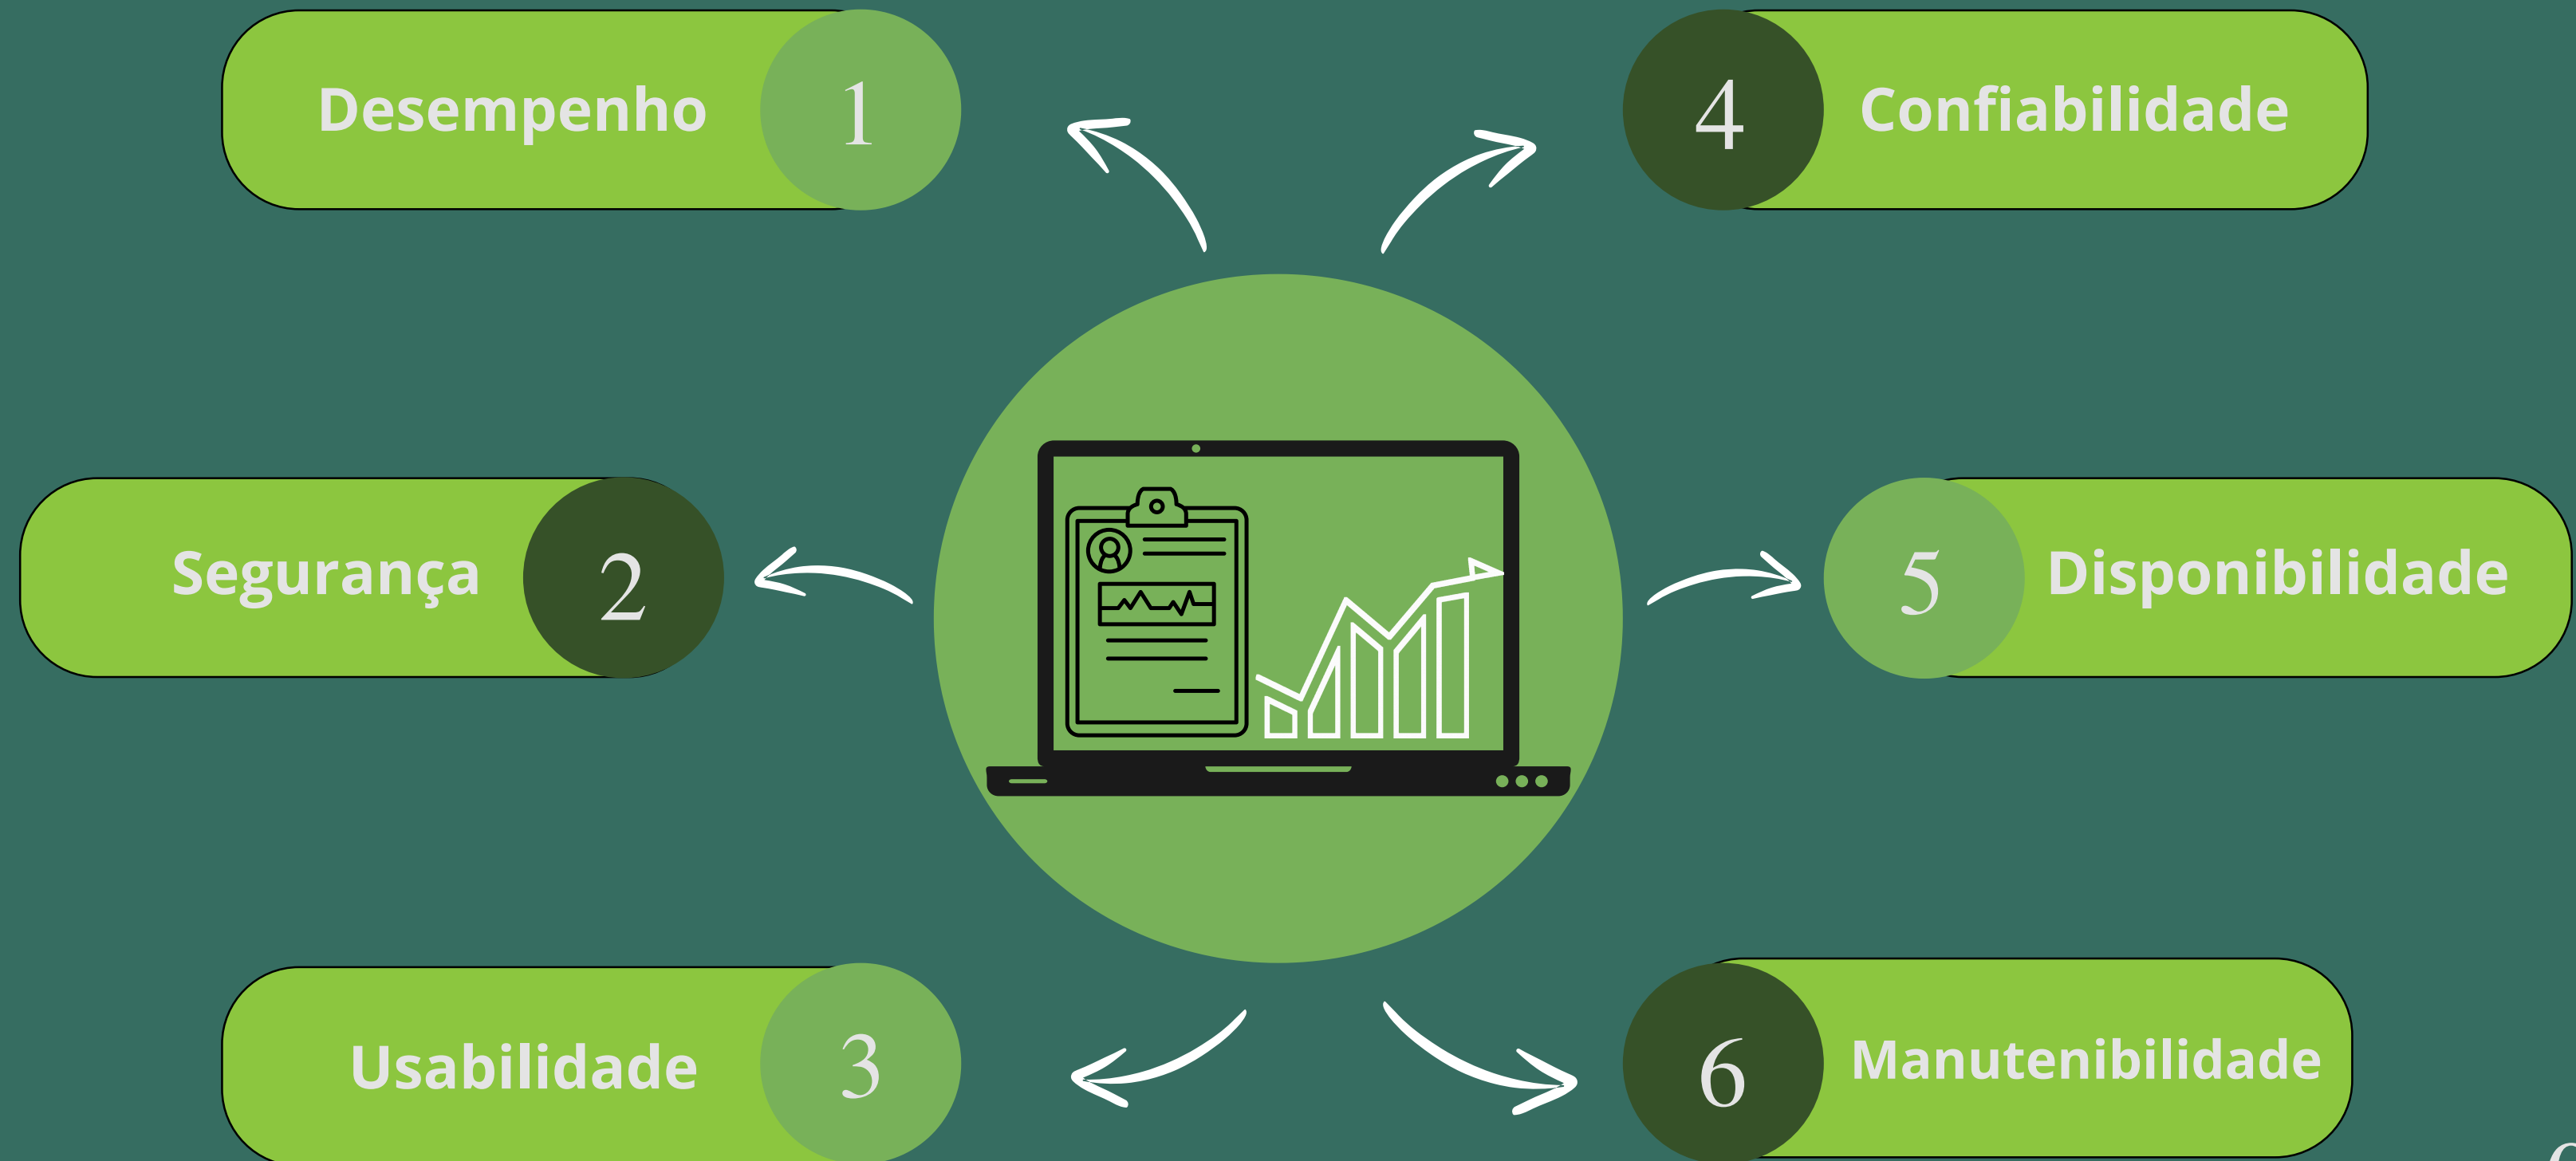 Desempenho
1
Segurança
2
Usabilidade
3
4
Confiabilidade
5
Disponibilidade
6
Manutenibilidade